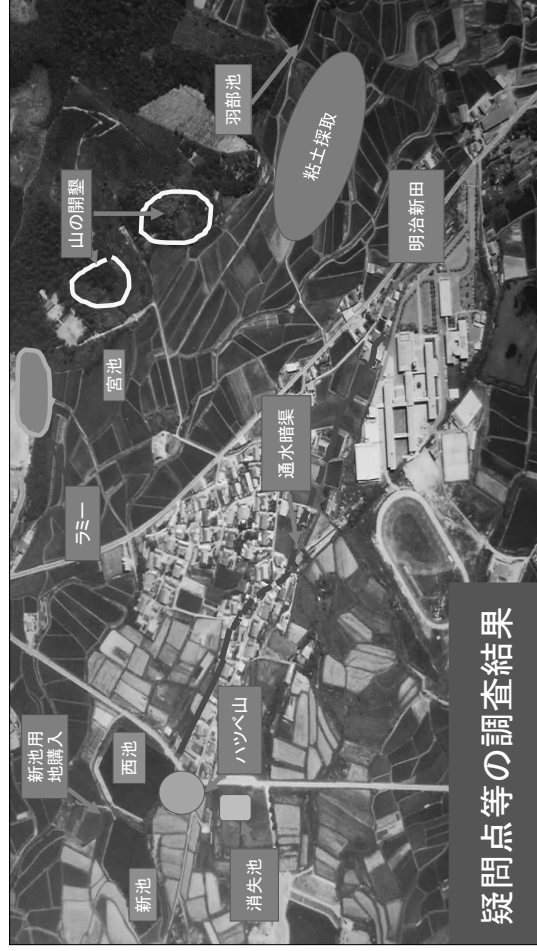 疑問点等の調査結果
新池用
地購入
西池
新池
ハツベ山
消失池
ラミー
宮池
通水暗渠
山の開墾
羽部池
粘土採取
明治新田